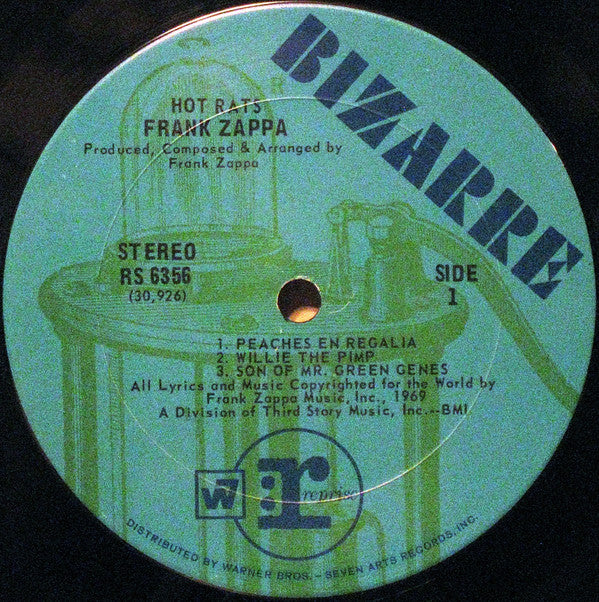 BIZARRE
HOT RATS
FRANK ZAPPA
Produced, Composed & Arranged by
Frank Zappa
STEREO
RS 6356
(30,926)
SIDE
1
1. PEACHES EN REGALIA
2. WILLIE THE PIMP
3. SON OF MR. GREEN GENES
All Lyrics and Music Copyrighted for the World by
Frank Zappa Music, Inc., 1969
A Division of Third Story Music, Inc.--BMI
W7
r: reprise
DISTRIBUTED BY WARNER BROS. – SEVEN ARTS RECORDS, INC.